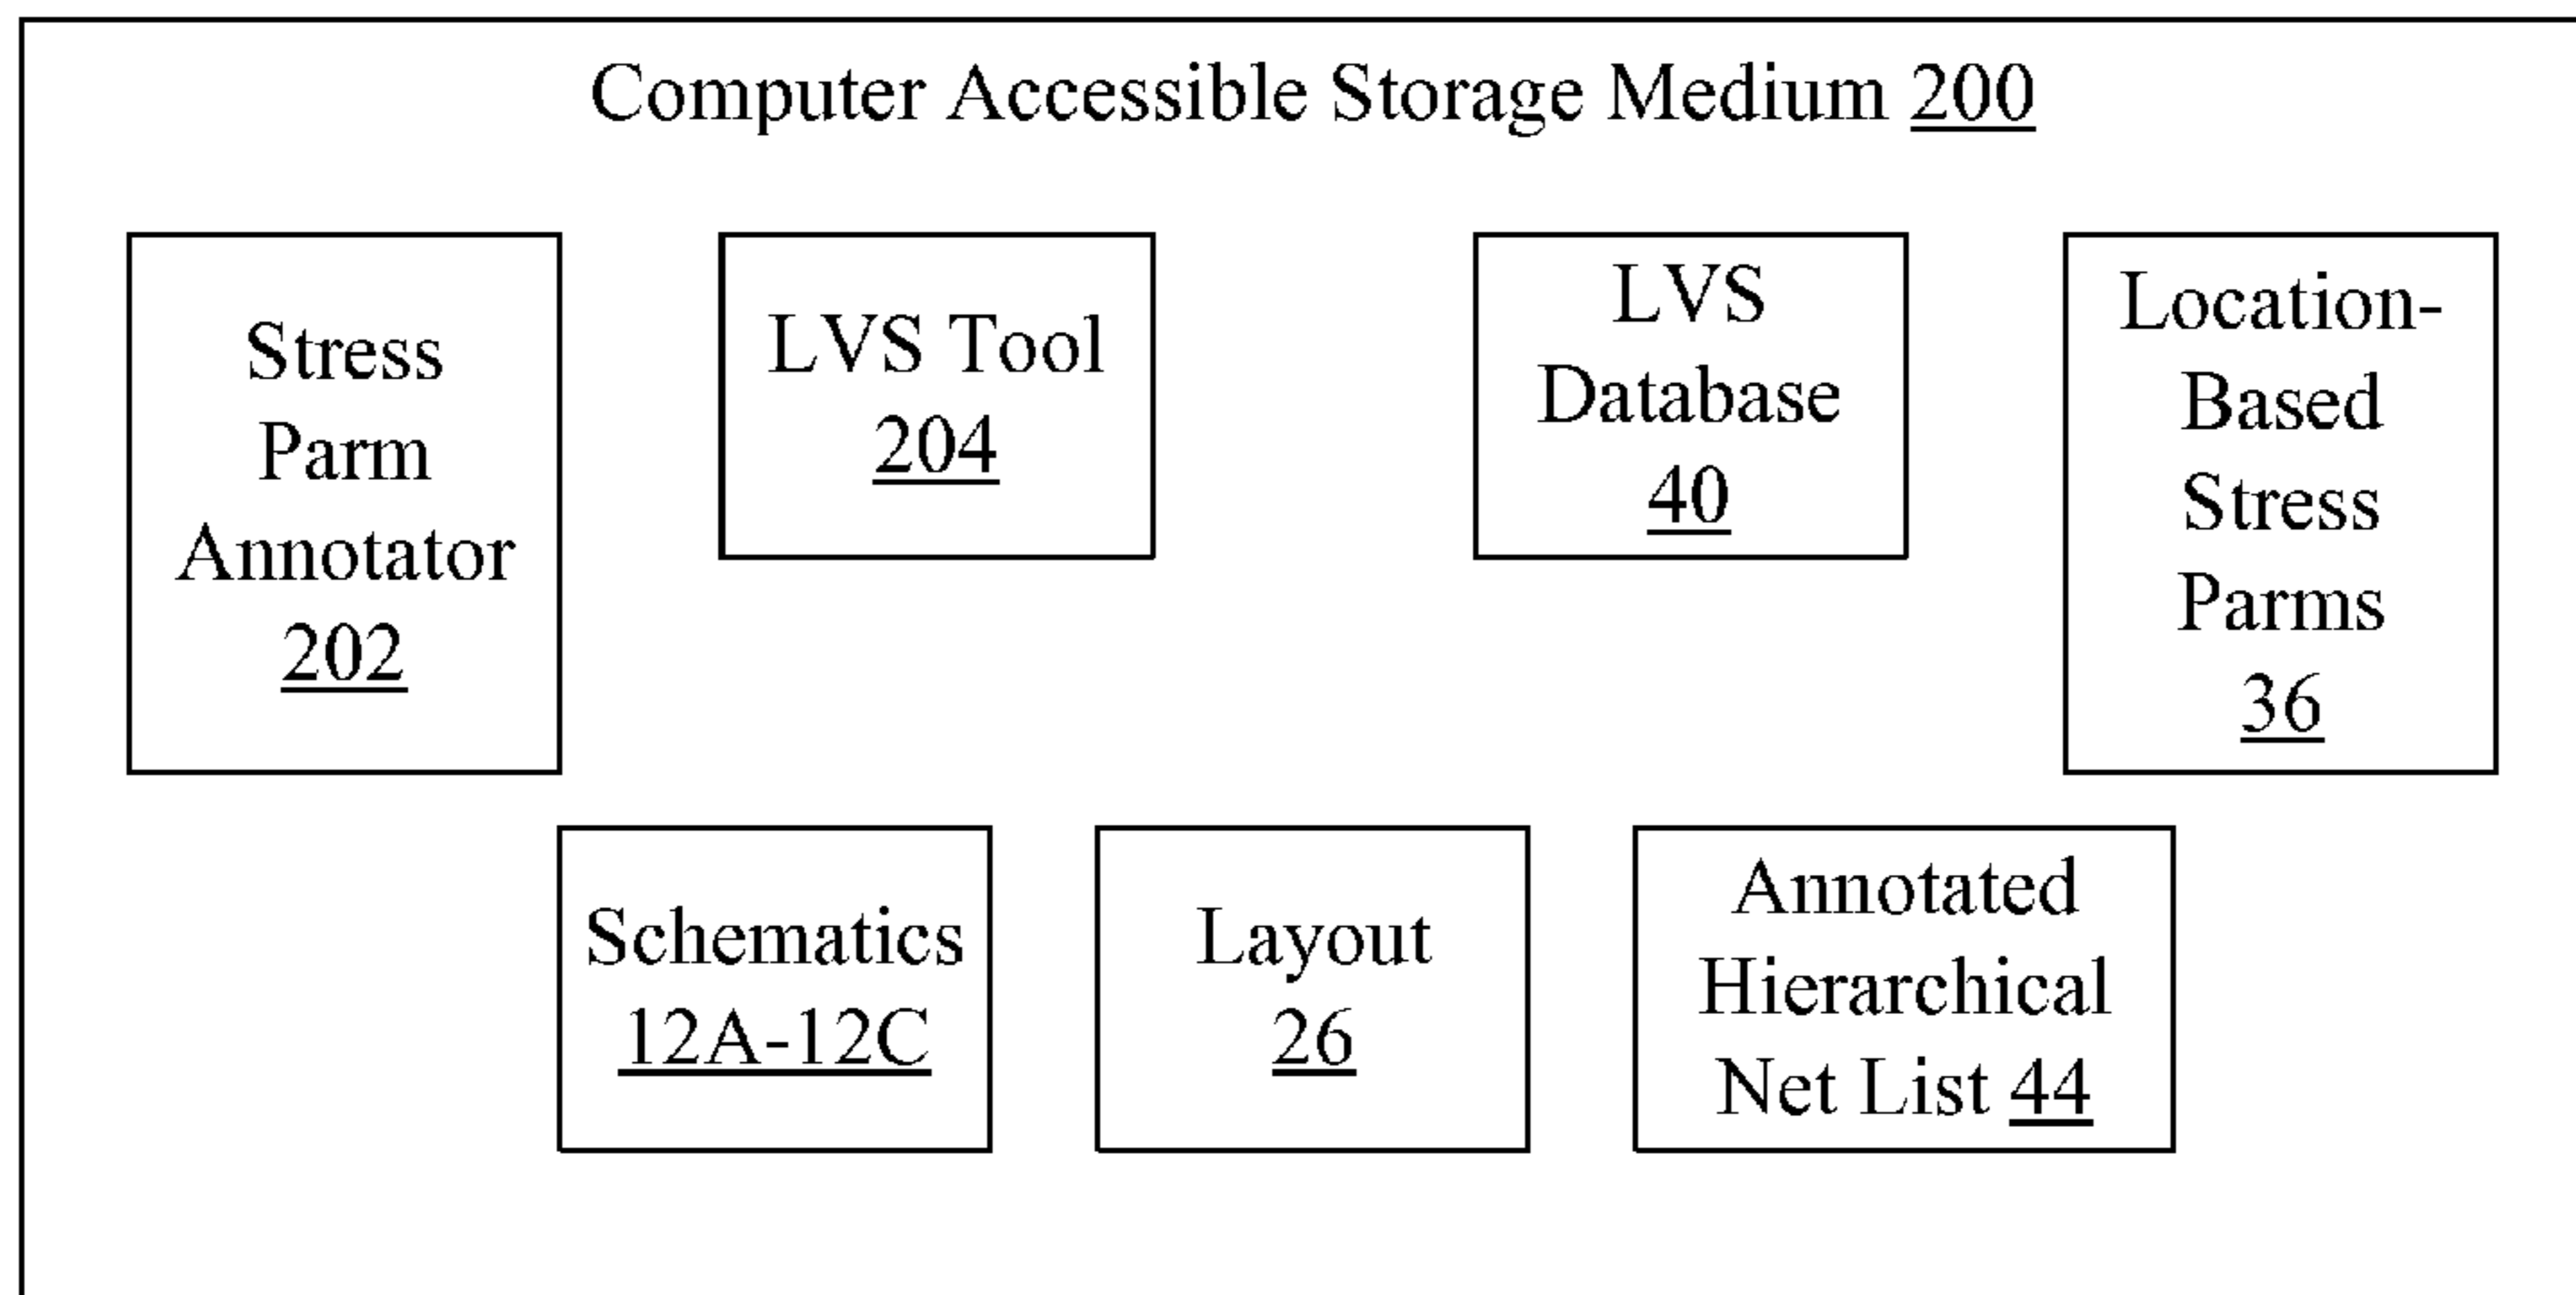 Computer Accessible Storage Medium 200
Stress
Parm
Annotator
202
LVS Tool
204
LVS
Database
40
Location-
Based
Stress
Parms
36
Schematics
12A-12C
Layout
26
Annotated
Hierarchical
Net List 44